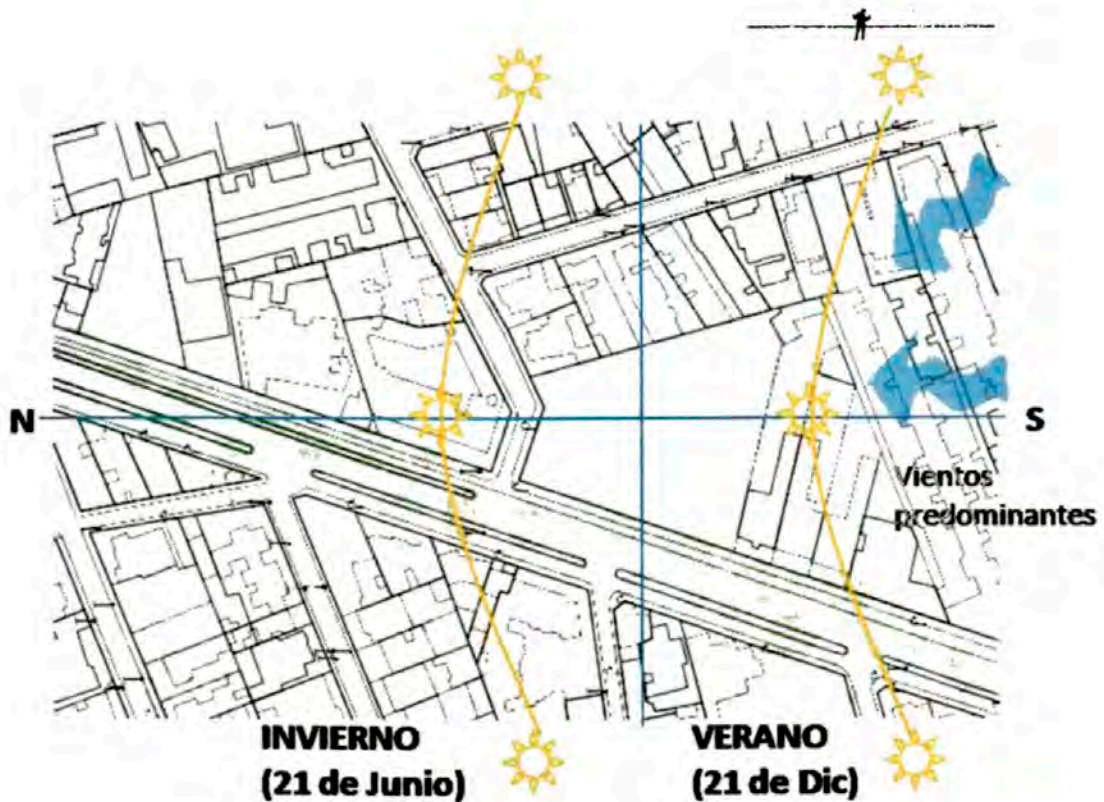 N
S
Vientos
predominantes
INVIERNO
(21 de Junio)
VERANO
(21 de Dic)